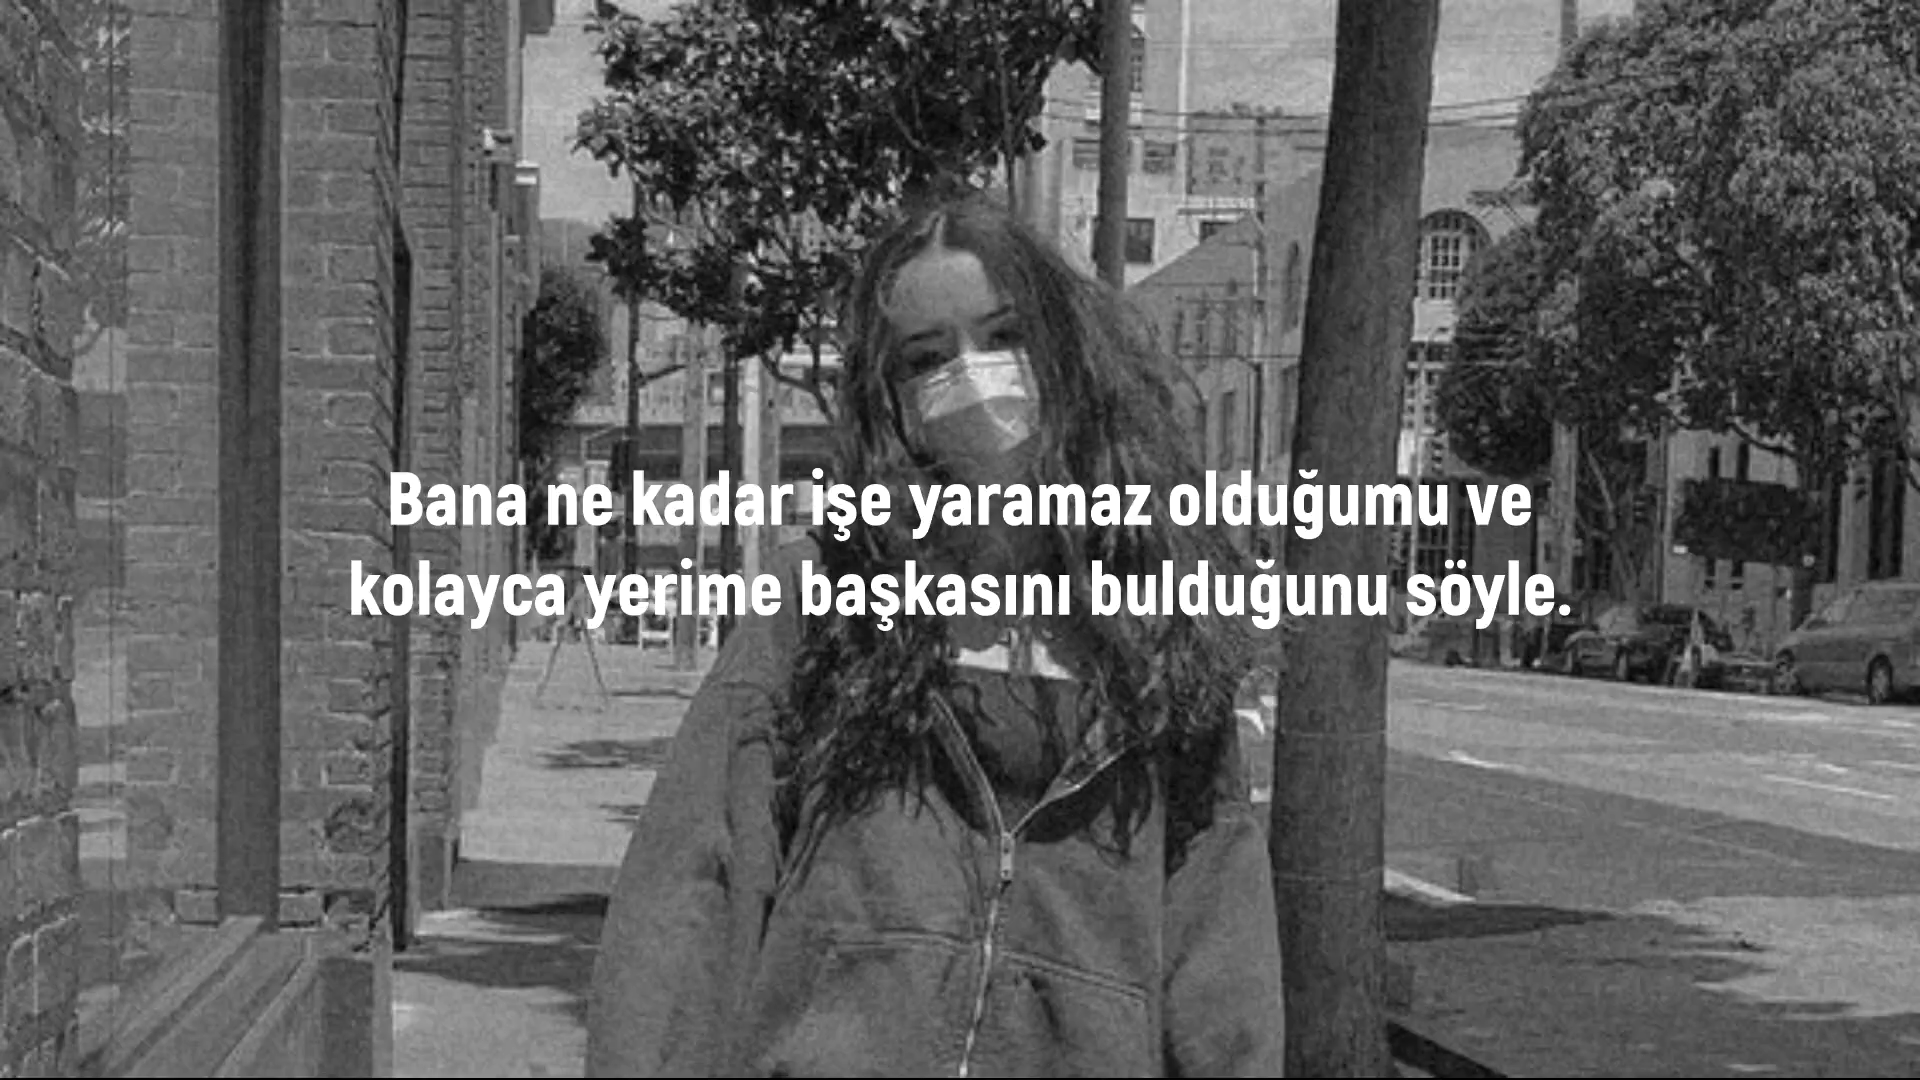 Bana ne kadar işe yaramaz olduğumu ve
kolayca yerime başkasını bulduğunu söyle.